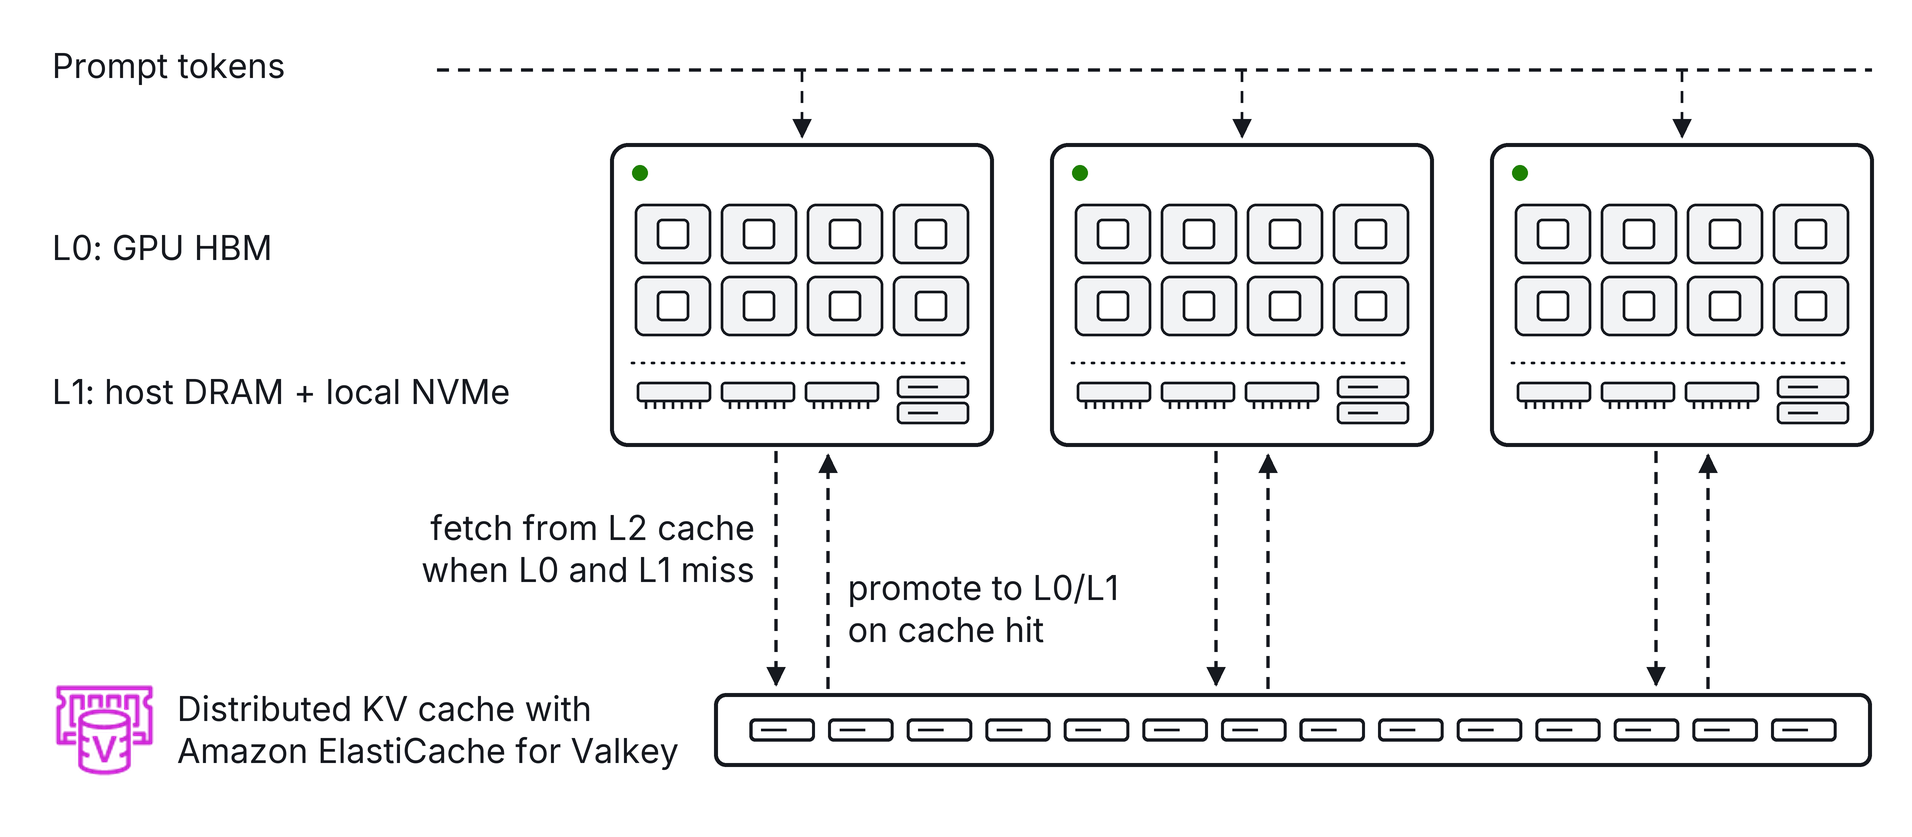 Prompt tokens
L0: GPU HBM
L1: host DRAM + local NVMe
fetch from L2 cache
when L0 and L1 miss
promote to L0/L1
on cache hit
V
Distributed KV cache with
Amazon ElastiCache for Valkey